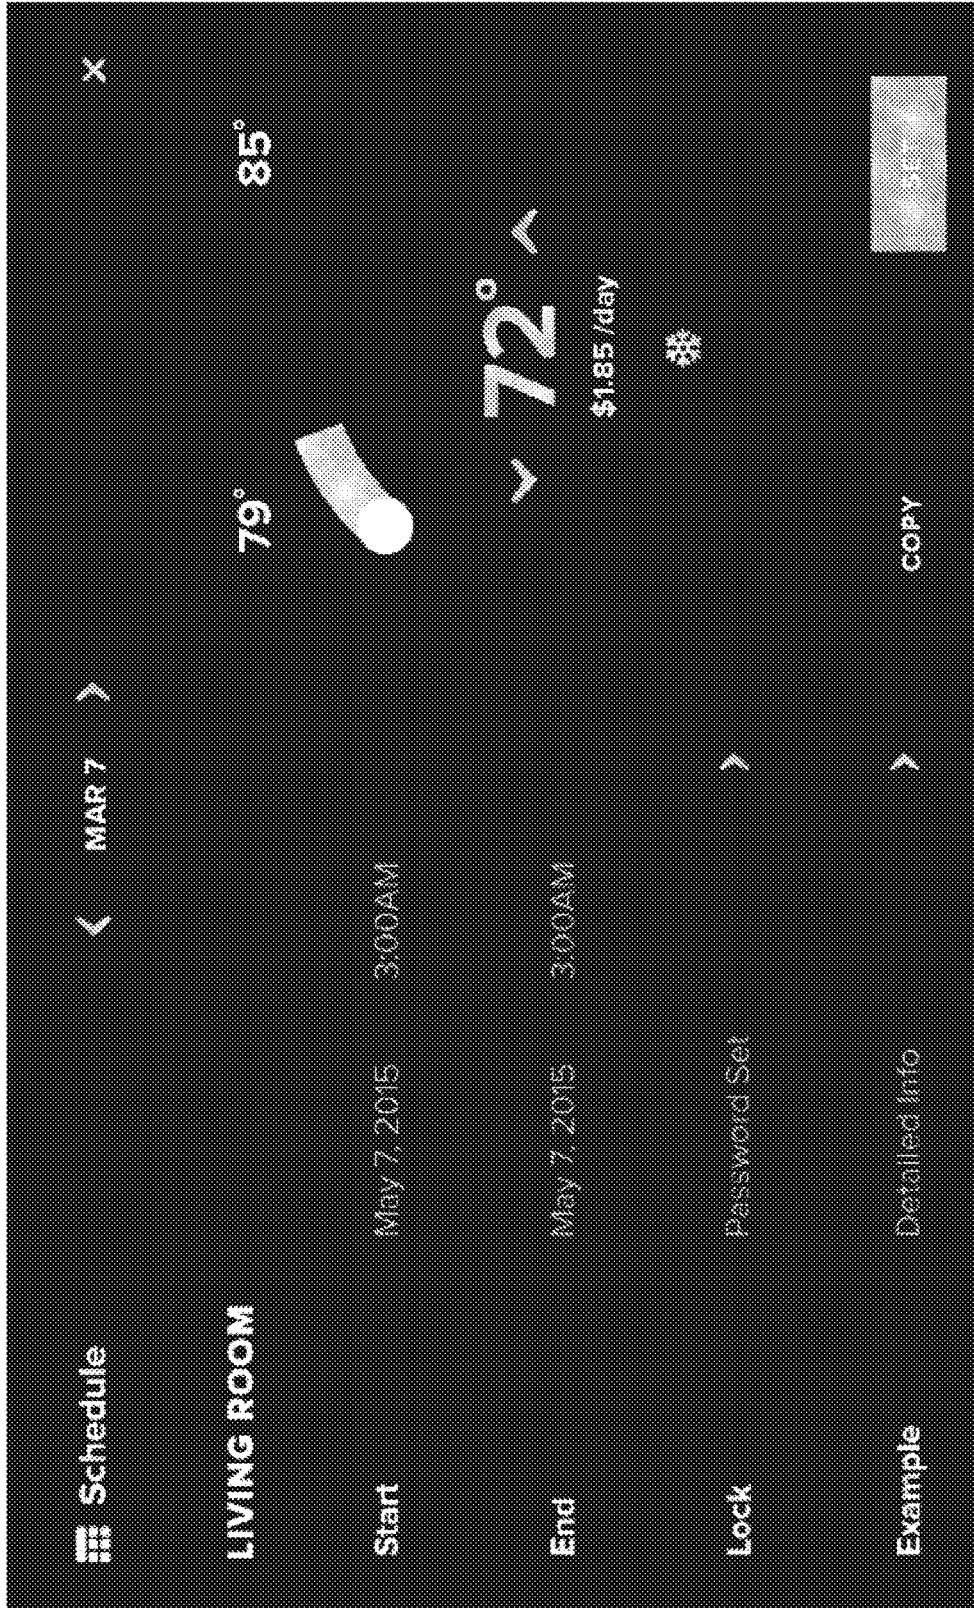 Schedule
MAR 7
X
LIVING ROOM
79°
85°
Start
May 7, 2015
3:00AM
72°
End
May 7, 2015
3:00AM
$1.85 /day
Lock
Password Set
Example
Detailed Info
COPY
SET